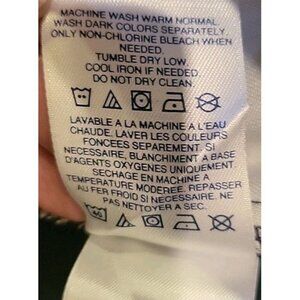 MACHINE WASH WARM NORMAL
WASH DARK COLORS SEPARATELY
ONLY NON-CHLORINE BLEACH WHEN
NEEDED.
TUMBLE DRY LOW
COOL IRON IF NEEDED.
DO NOT DRY CLEAN.
LAVABLE A LA MACHINE A L'EAU
CHAUDE. LAVER LES COULEURS
FONCEES SEPAREMENT. SI
NECESSAIRE, BLANCHIMENT A BASE
D'AGENTS OXYGENES UNIQUEMENT.
SECHAGE EN MACHINE A
TEMPERATURE MODEREE. REPASSER
AU FER FROID SI NECESSAIRE. NE
PAS NETTOYER A SEC.
40